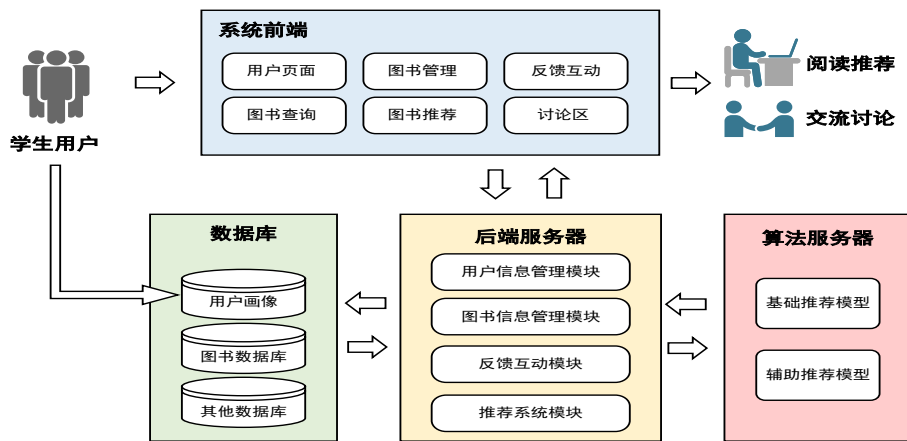 系统前端
用户页面
图书管理
反馈互动
图书查询
图书推荐
讨论区
学生用户
阅读推荐
交流讨论
数据库
用户画像
图书数据库
其他数据库
后端服务器
用户信息管理模块
图书信息管理模块
反馈互动模块
推荐系统模块
算法服务器
基础推荐模型
辅助推荐模型